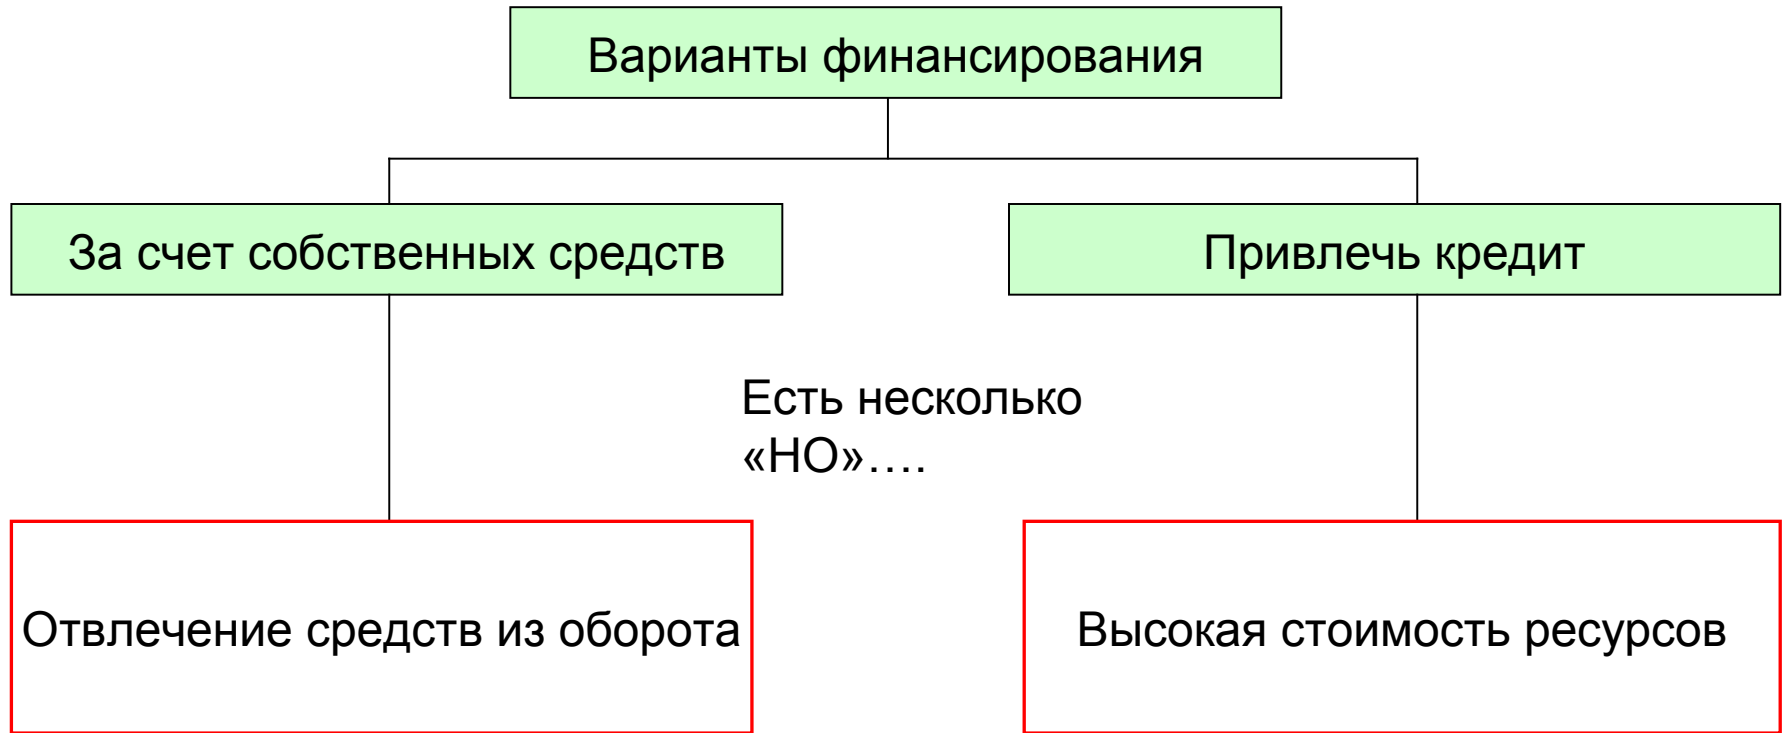 Варианты финансирования
За счет собственных средств
Привлечь кредит
Есть несколько
«НО»….
Отвлечение средств из оборота
Высокая стоимость ресурсов